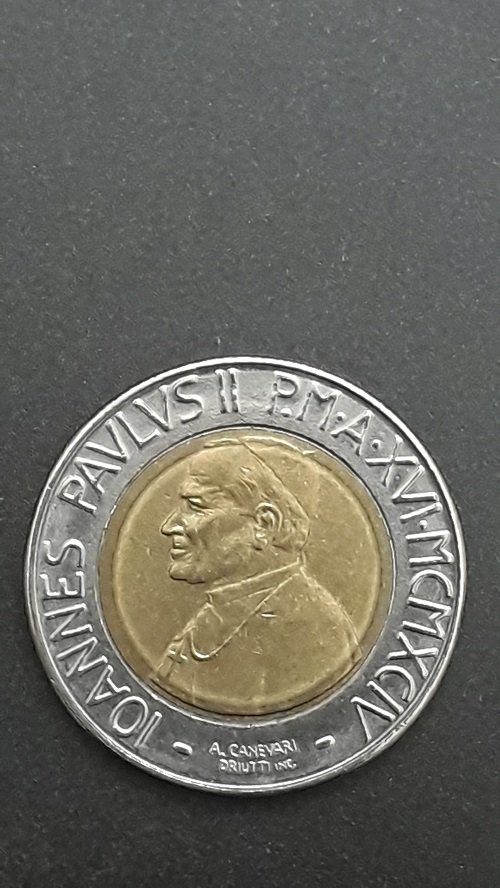 IOANNES PAVLVS II P.M.A.XVI.MCMXCIV
A. CANEVARI
DRIUTTI INC.